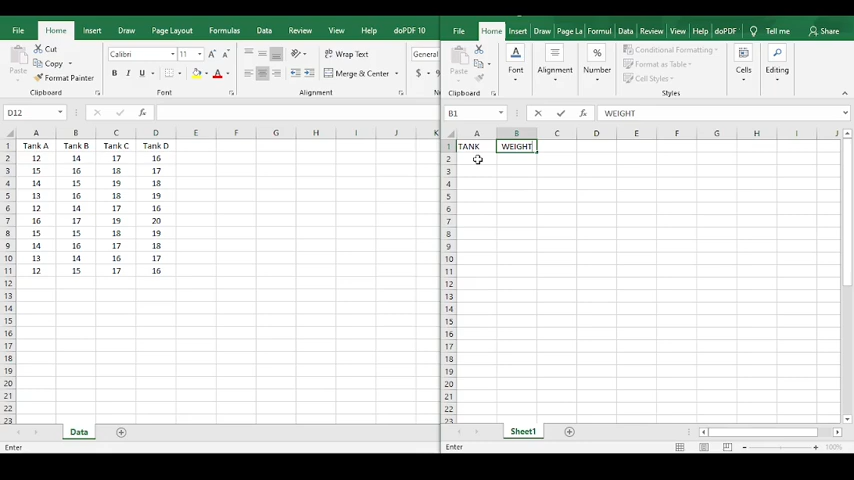 File Home Insert Draw Page Layout Formulas Data Review View Help doPDF 10
Cut
Copy
Format Painter
Paste
Clipboard
Calibri 11
B I U
Font
Wrap Text
Merge & Center
Alignment
General
$ %
D12
A B C D E F G H I J K
1 Tank A Tank B Tank C Tank D
2 12 14 17 16
3 15 16 18 17
4 14 15 19 18
5 13 16 18 19
6 12 14 17 16
7 16 17 19 20
8 15 15 18 19
9 14 16 17 18
10 13 14 16 17
11 12 15 17 16
12
13
14
15
16
17
18
19
20
21
22
23
Data
Enter
File Home Insert Draw Page La Formul Data Review View Help doPDF Tell me Share
Paste
Clipboard
Font
Alignment
Number
Conditional Formatting
Format as Table
Cell Styles
Styles
Cells
Editing
B1 WEIGHT
A B C D E F G H I J
1 TANK WEIGHT
2
3
4
5
6
7
8
9
10
11
12
13
14
15
16
17
18
19
20
21
22
23
Sheet1
Enter
100%